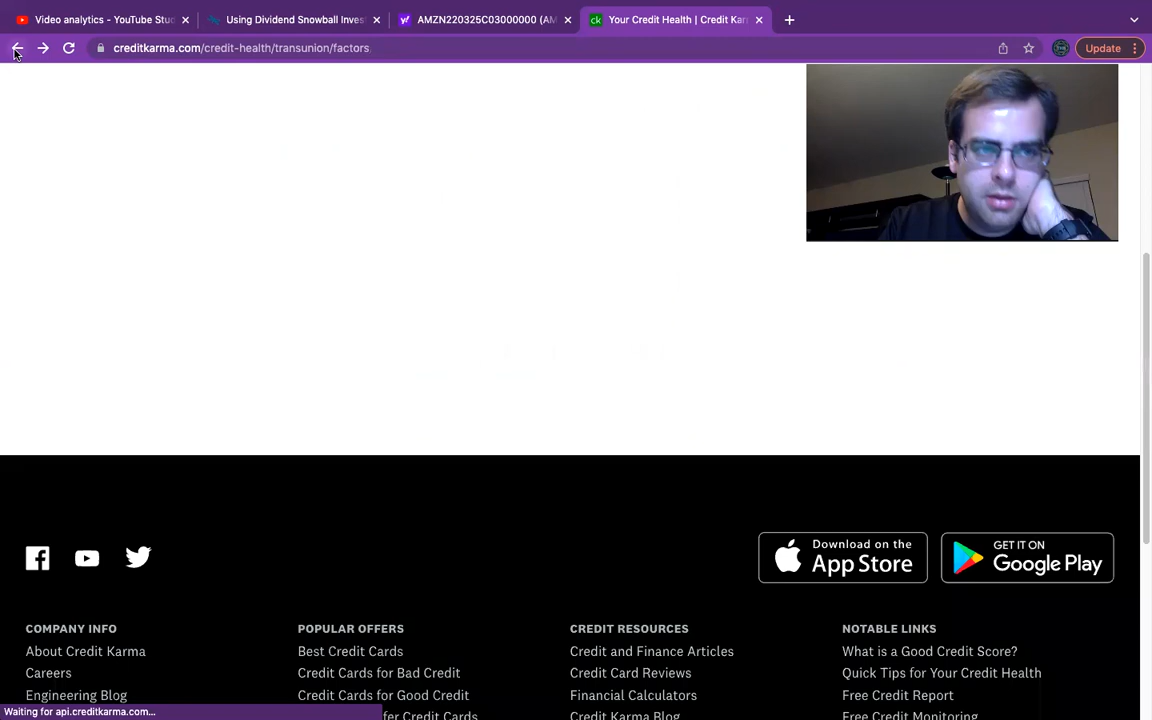 Video analytics - YouTube Stu
Using Dividend Snowball Inves
AMZN220325C03000000 (AM
ck
Your Credit Health | Credit Kar
creditkarma.com/credit-health/transunion/factors
Update
Download on the
App Store
GET IT ON
Google Play
COMPANY INFO
POPULAR OFFERS
CREDIT RESOURCES
NOTABLE LINKS
About Credit Karma
Best Credit Cards
Credit and Finance Articles
What is a Good Credit Score?
Careers
Credit Cards for Bad Credit
Credit Card Reviews
Quick Tips for Your Credit Health
Engineering Blog
Credit Cards for Good Credit
Financial Calculators
Free Credit Report
fer Credit Cards
Credit Karma Blog
Free Credit Monitoring
Waiting for api.creditkarma.com...